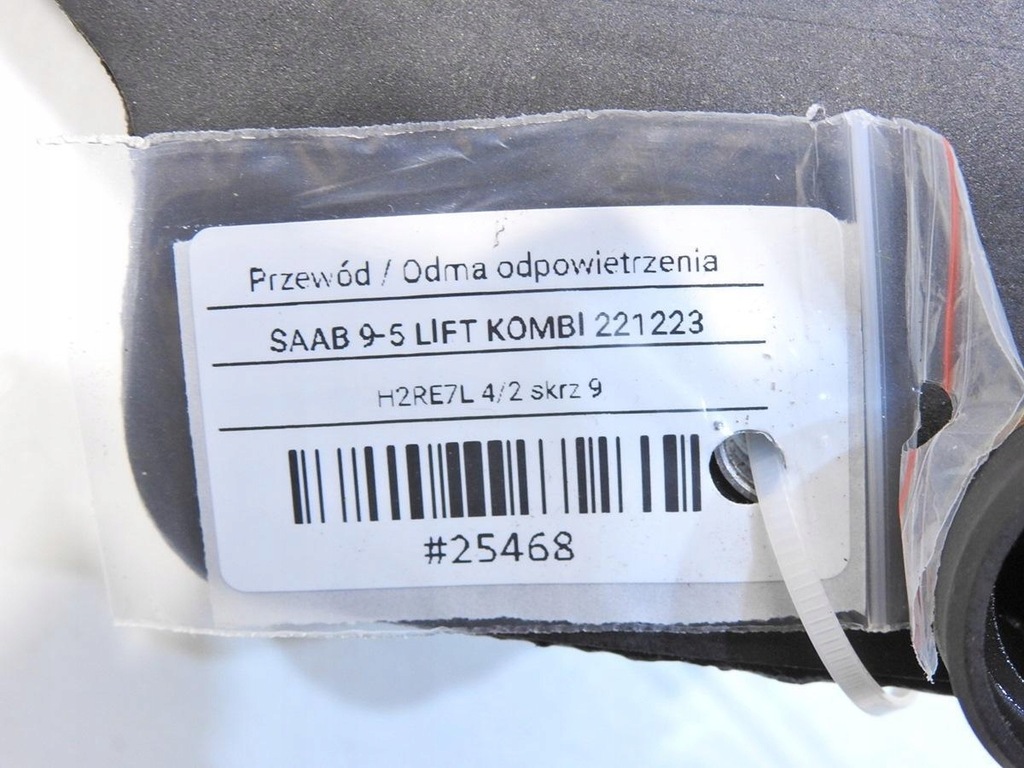 Przewód / Odma odpowietrzenia
SAAB 9-5 LIFT KOMBI 221223
H2RE7L 4/2 skrz 9
#25468